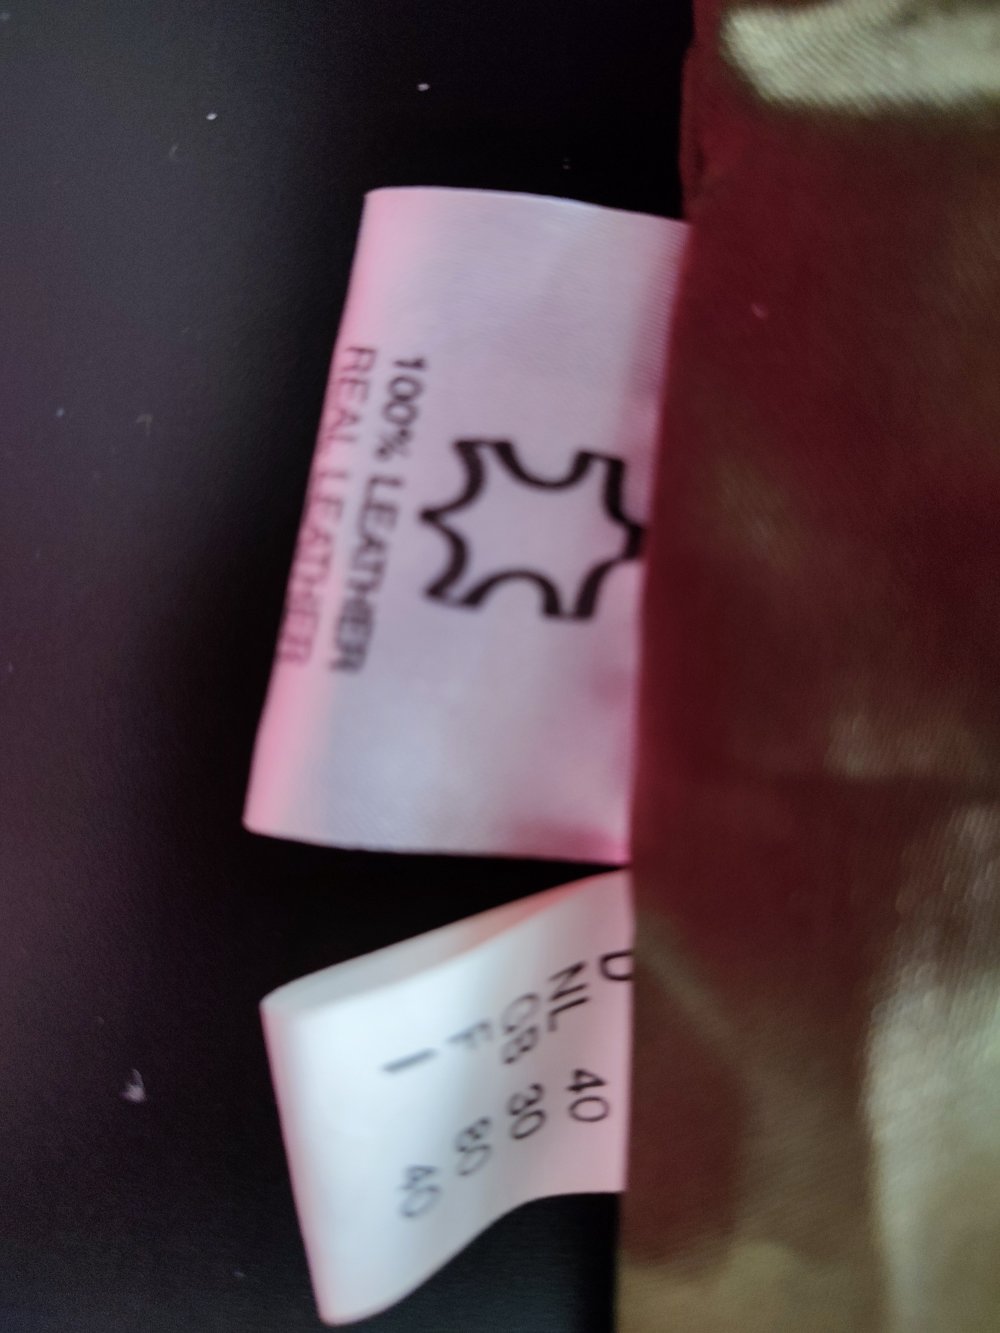 100% LEATHER
REAL LEATHER
D
NL 40
GB 30
F 80
I 40